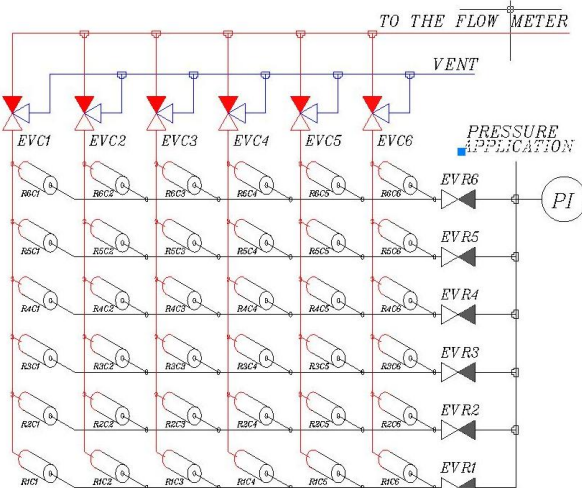 TO THE FLOW METER
VENT
EVC1 EVC2 EVC3 EVC4 EVC5 EVC6
PRESSURE
APPLICATION
EVR6
PI
R6C1 R6C2 R6C3 R6C4 R6C5 R6C6
EVR5
R5C1 R5C2 R5C3 R5C4 R5C5 R5C6
EVR4
R4C1 R4C2 R4C3 R4C4 R4C5 R4C6
EVR3
R3C1 R3C2 R3C3 R3C4 R3C5 R3C6
EVR2
R2C1 R2C2 R2C3 R2C4 R2C5 R2C6
EVR1
R1C1 R1C2 R1C3 R1C4 R1C5 R1C6